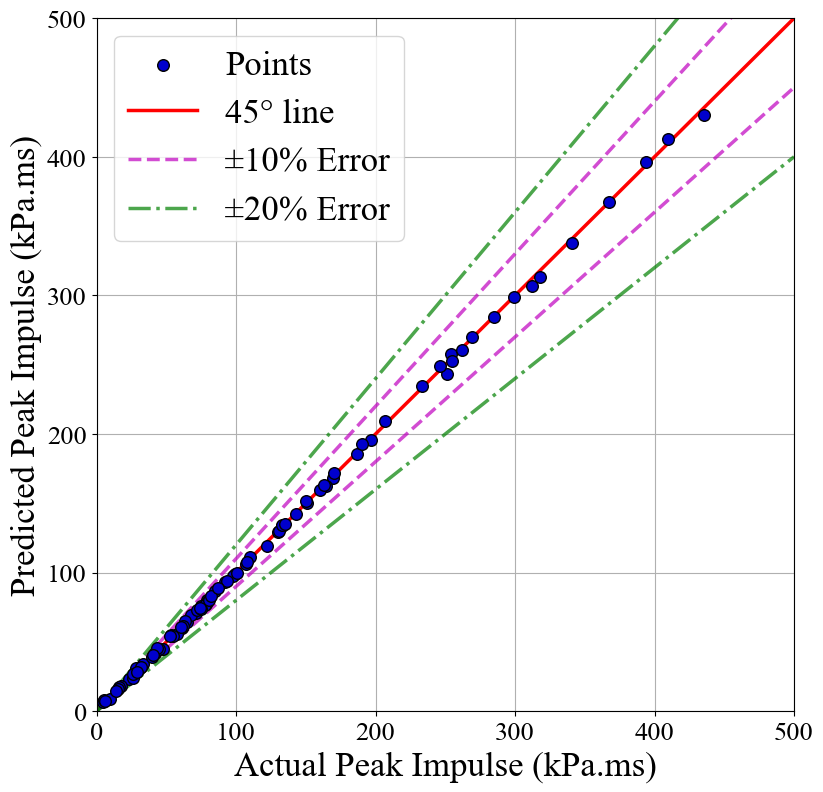 Points
45° line
±10% Error
±20% Error
500
400
300
200
100
0
Predicted Peak Impulse (kPa.ms)
0 100 200 300 400 500
Actual Peak Impulse (kPa.ms)